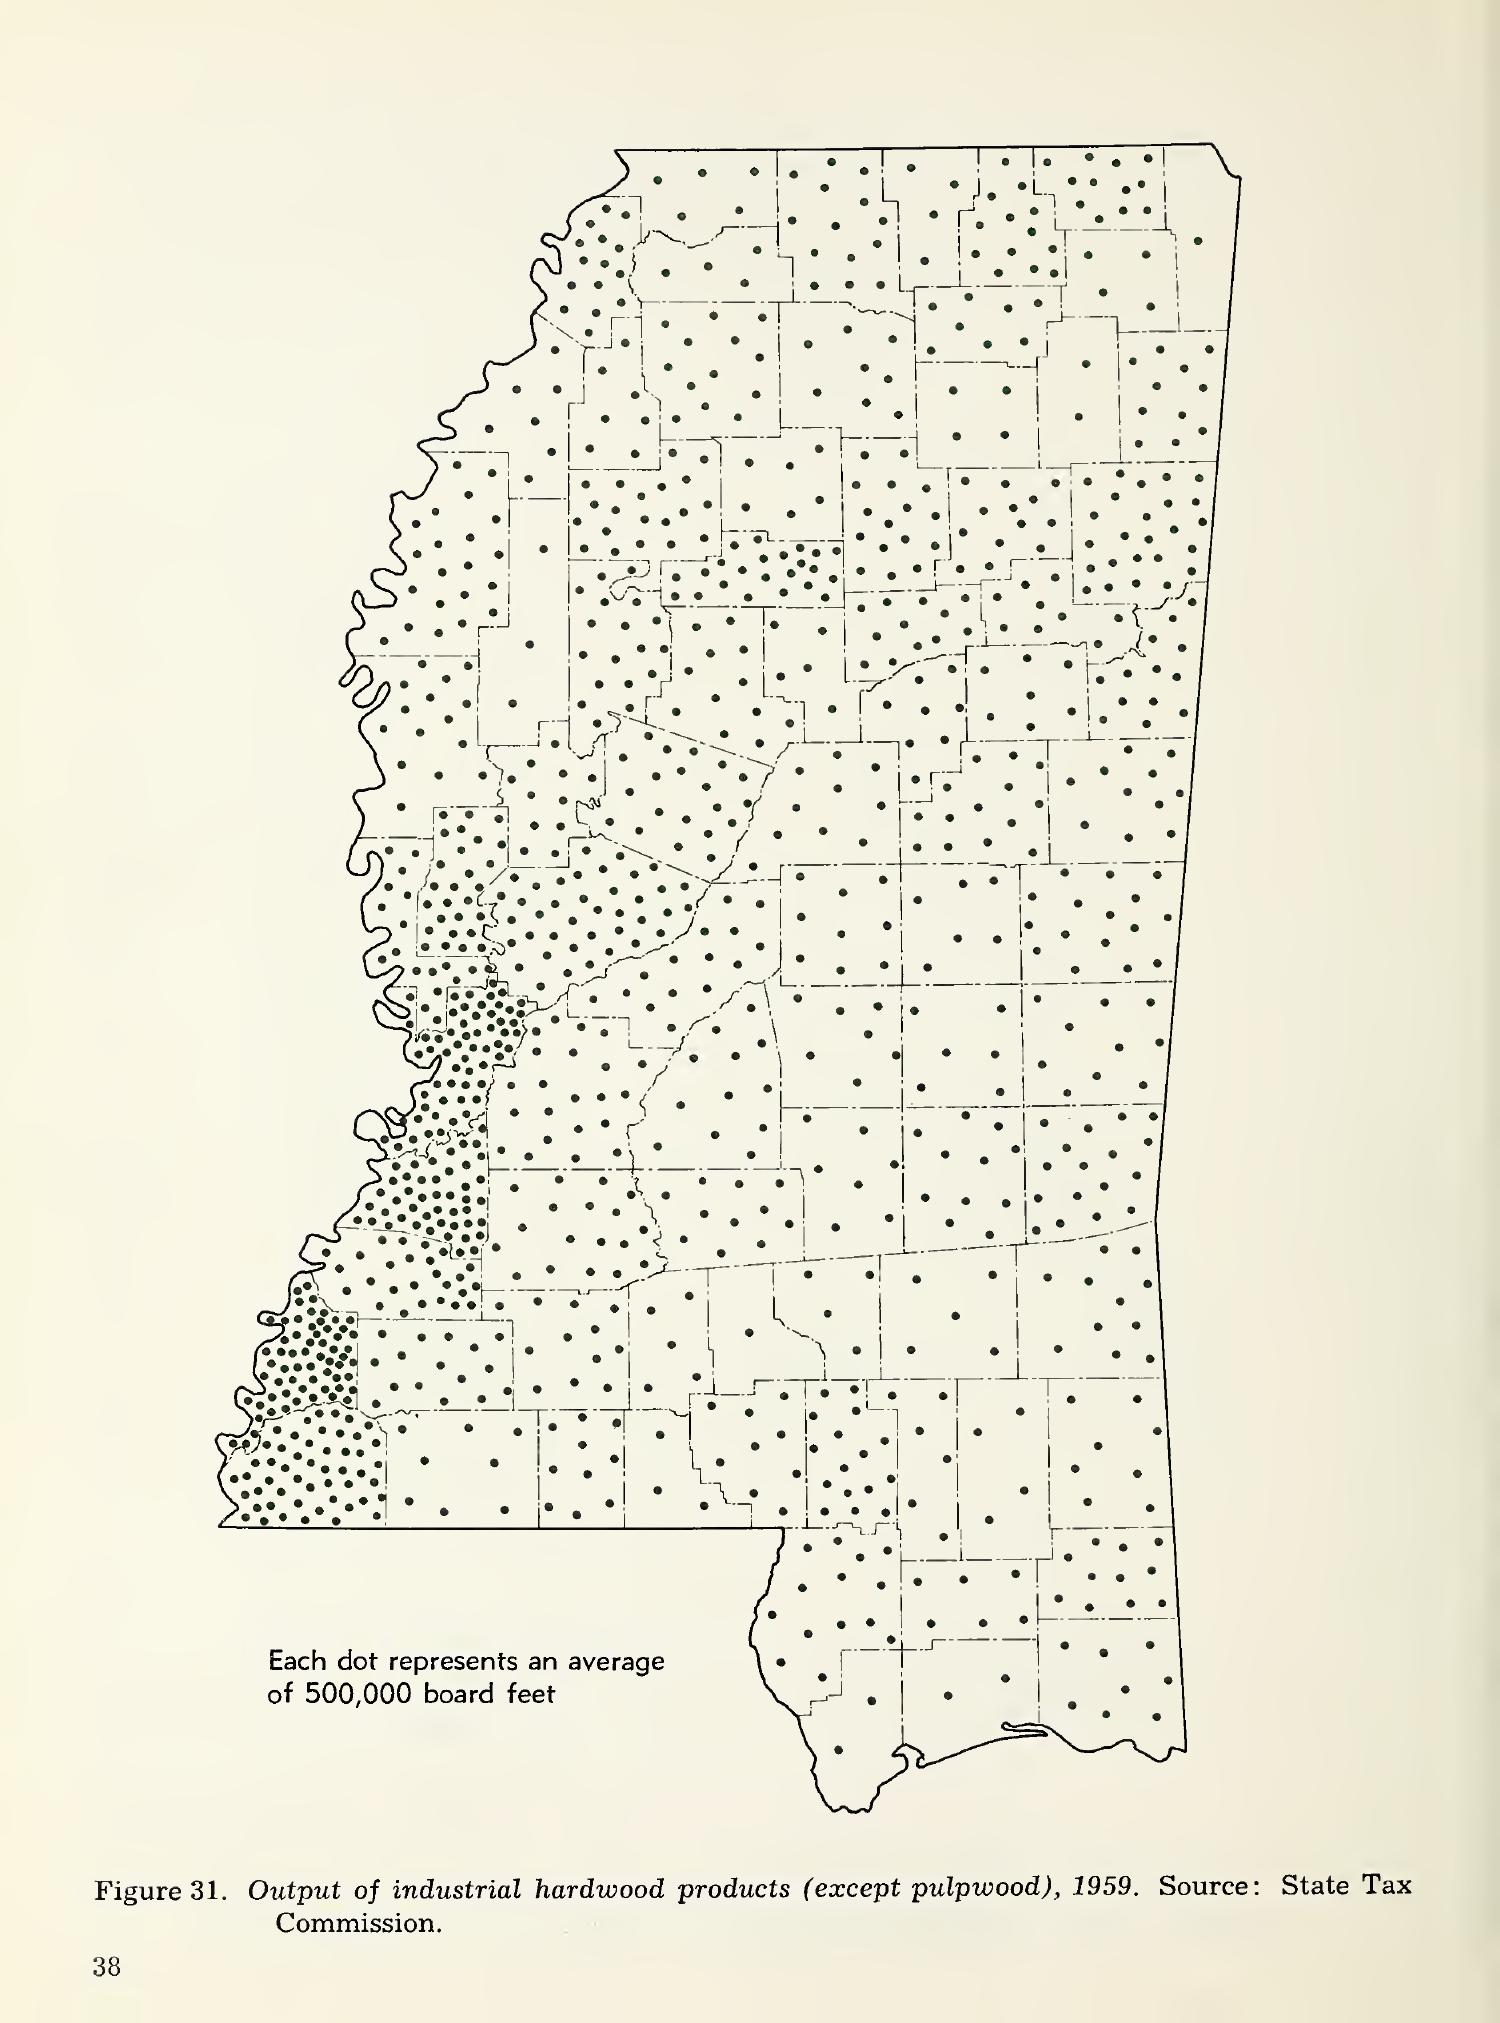 Each dot represents an average
of 500,000 board feet
Figure 31. Output of industrial hardwood products (except pulpwood), 1959. Source: State Tax
Commission.
38